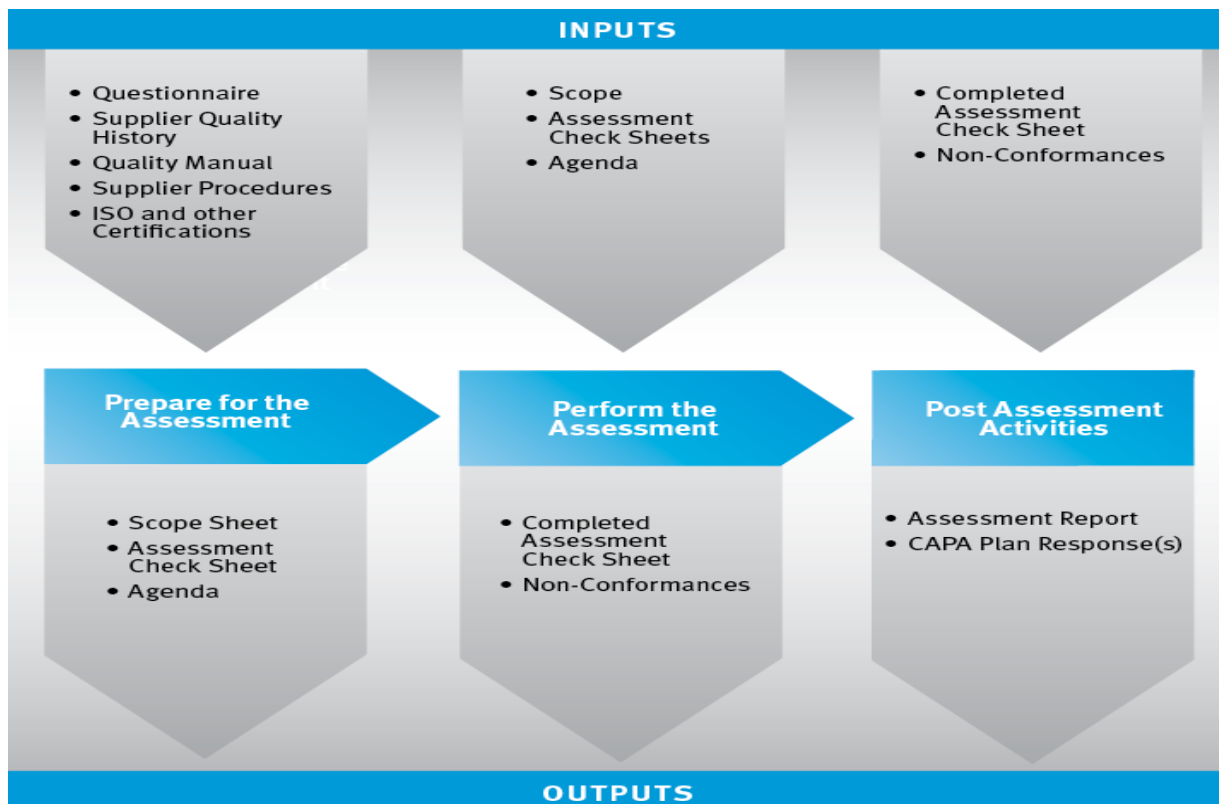 INPUTS
• Questionnaire
• Supplier Quality
History
• Quality Manual
• Supplier Procedures
• ISO and other
Certifications
• Scope
• Assessment
Check Sheets
• Agenda
• Completed
Assessment
Check Sheet
• Non-Conformances
Prepare for the
Assessment
Perform the
Assessment
Post Assessment
Activities
• Scope Sheet
• Assessment
Check Sheet
• Agenda
• Completed
Assessment
Check Sheet
• Non-Conformances
• Assessment Report
• CAPA Plan Response(s)
OUTPUTS